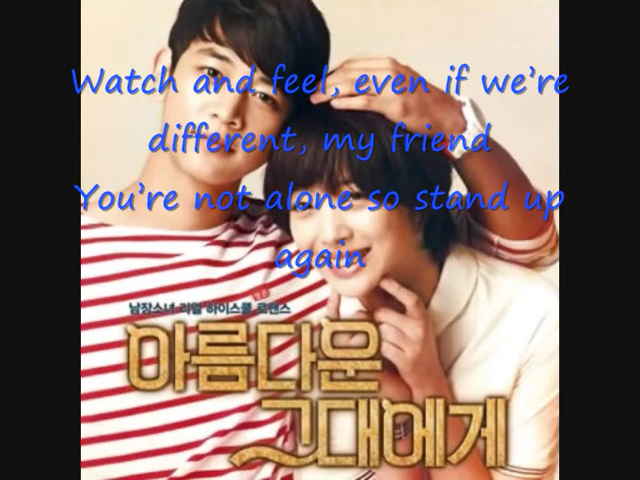 Watch and feel, even if we're
different, my friend
You're not alone so stand up
again
남장소녀 리얼 하이스쿨 로맨스
아름다운
그대에게